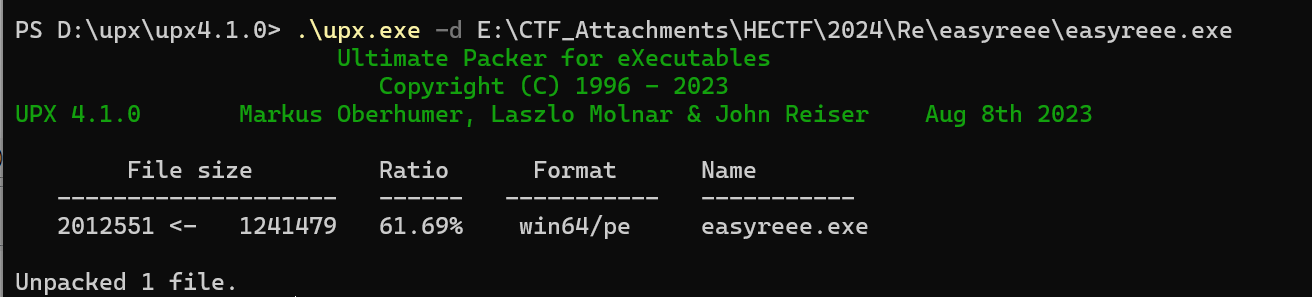 PS D:\upx\upx4.1.0> .\upx.exe -d E:\CTF_Attachments\HECTF\2024\Re\easyreee\easyreee.exe
Ultimate Packer for eXecutables
Copyright (C) 1996 - 2023
UPX 4.1.0       Markus Oberhumer, Laszlo Molnar & John Reiser    Aug 8th 2023
File size         Ratio      Format      Name
--------------------   ------   -----------   -----------
2012551 <-   1241479   61.69%    win64/pe     easyreee.exe
Unpacked 1 file.